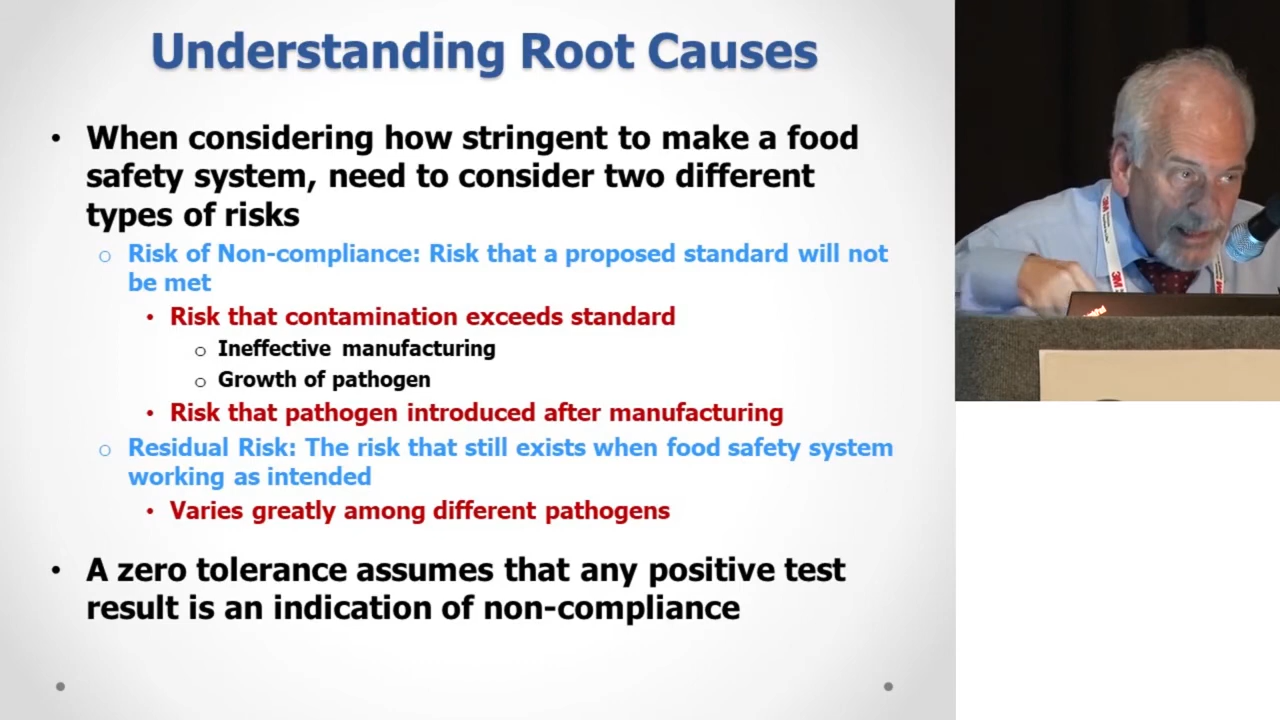 Understanding Root Causes
• When considering how stringent to make a food
safety system, need to consider two different
types of risks
o Risk of Non-compliance: Risk that a proposed standard will not
be met
• Risk that contamination exceeds standard
o Ineffective manufacturing
o Growth of pathogen
• Risk that pathogen introduced after manufacturing
o Residual Risk: The risk that still exists when food safety system
working as intended
• Varies greatly among different pathogens
• A zero tolerance assumes that any positive test
result is an indication of non-compliance
3M
3M